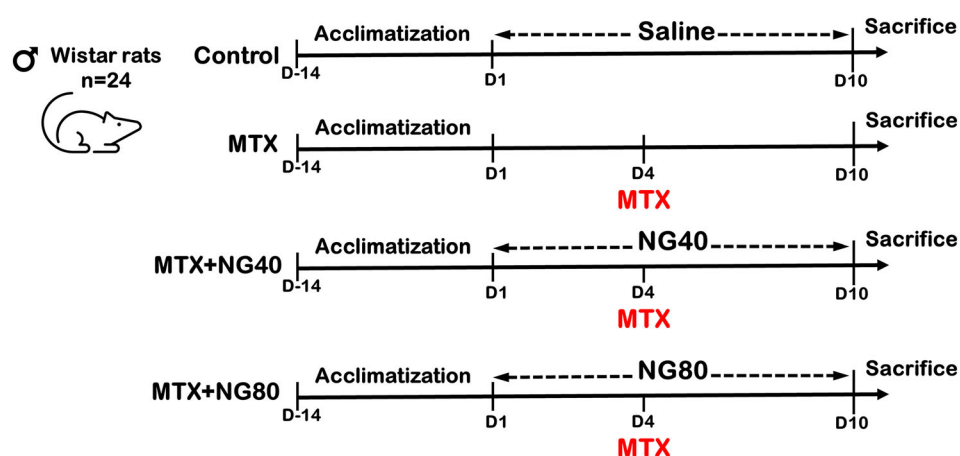 ♂ Wistar rats
n=24
Control
Acclimatization
Saline
Sacrifice
D-14
D1
D10
MTX
Acclimatization
Sacrifice
D-14
D1
D4
D10
MTX
MTX+NG40
Acclimatization
NG40
Sacrifice
D-14
D1
D4
D10
MTX
MTX+NG80
Acclimatization
NG80
Sacrifice
D-14
D1
D4
D10
MTX